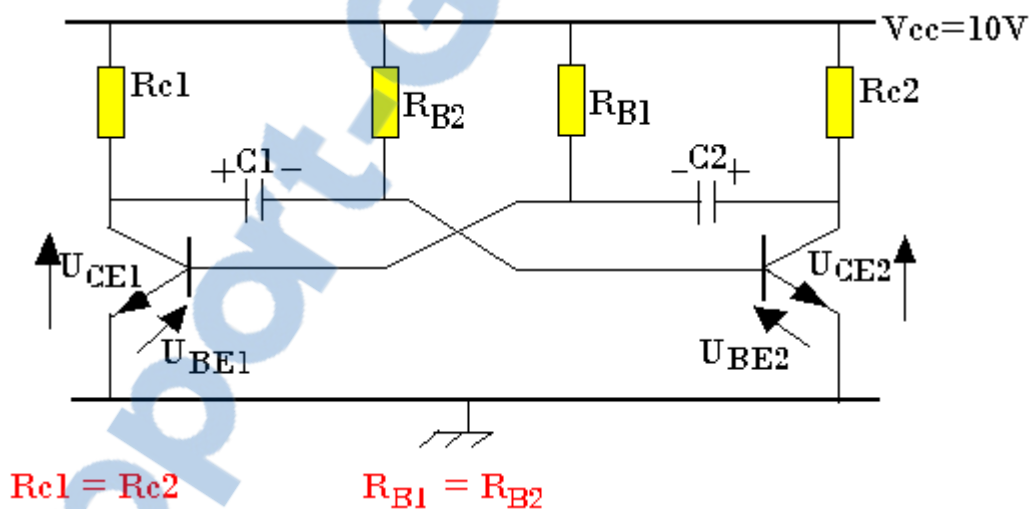 Vcc=10V
Rc1
RB2
RB1
Rc2
+C1-
-C2+
UCE1
UCE2
UBE1
UBE2
Rc1 = Rc2
RB1 = RB2